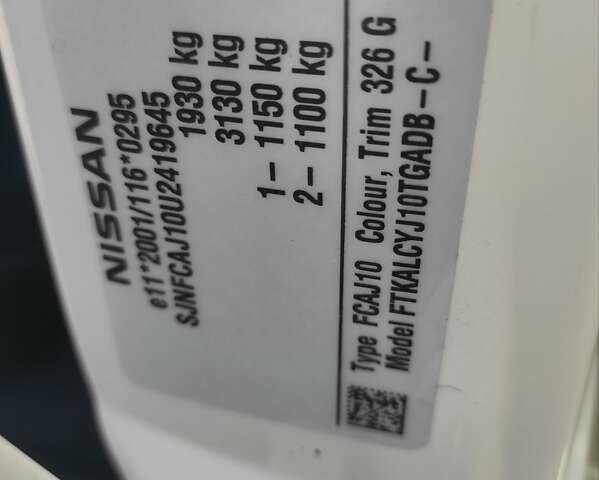 NISSAN
e11*2001/116*0295
SJNFCAJ10U2419645
1930 kg
3130 kg
1– 1150 kg
2– 1100 kg
Type FCAJ10 Colour, Trim 326 G
Model FTKALCYJ10TGADB – C –